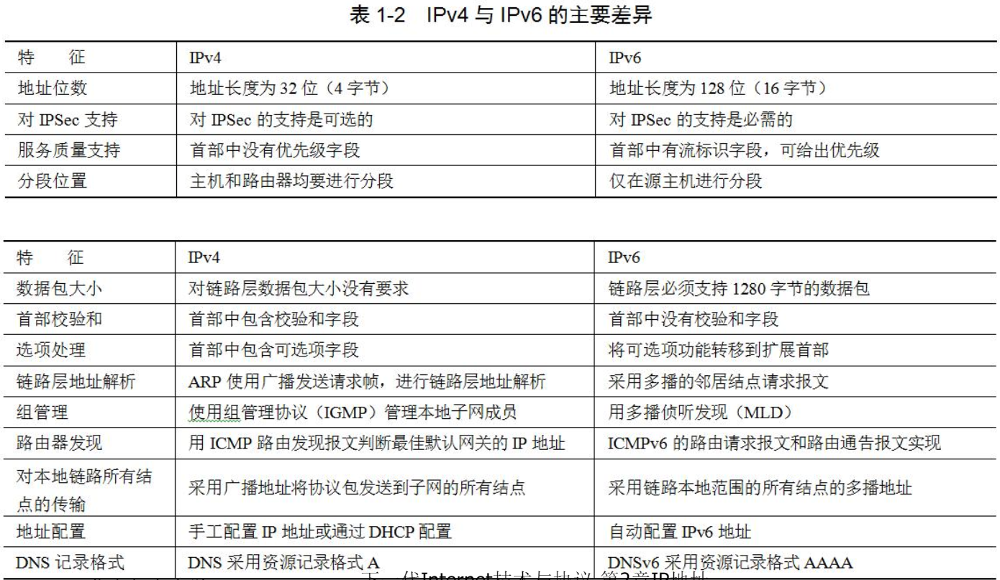 表 1-2 IPv4 与 IPv6 的主要差异
特 征 IPv4 IPv6
地址位数 地址长度为 32 位（4 字节） 地址长度为 128 位（16 字节）
对 IPSec 支持 对 IPSec 的支持是可选的 对 IPSec 的支持是必需的
服务质量支持 首部中没有优先级字段 首部中有流标识字段，可给出优先级
分段位置 主机和路由器均要进行分段 仅在源主机进行分段
特 征 IPv4 IPv6
数据包大小 对链路层数据包大小没有要求 链路层必须支持 1280 字节的数据包
首部校验和 首部中包含校验和字段 首部中没有校验和字段
选项处理 首部中包含可选项字段 将可选项功能转移到扩展首部
链路层地址解析 ARP 使用广播发送请求帧，进行链路层地址解析 采用多播的邻居结点请求报文
组管理 使用组管理协议（IGMP）管理本地子网成员 用多播侦听发现（MLD）
路由器发现 用 ICMP 路由发现报文判断最佳默认网关的 IP 地址 ICMPv6 的路由请求报文和路由通告报文实现
对本地链路所有结
点的传输 采用广播地址将协议包发送到子网的所有结点 采用链路本地范围的所有结点的多播地址
地址配置 手工配置 IP 地址或通过 DHCP 配置 自动配置 IPv6 地址
DNS 记录格式 DNS 采用资源记录格式 A DNSv6 采用资源记录格式 AAAA
下一代Internet技术与协议 第2章IP地址